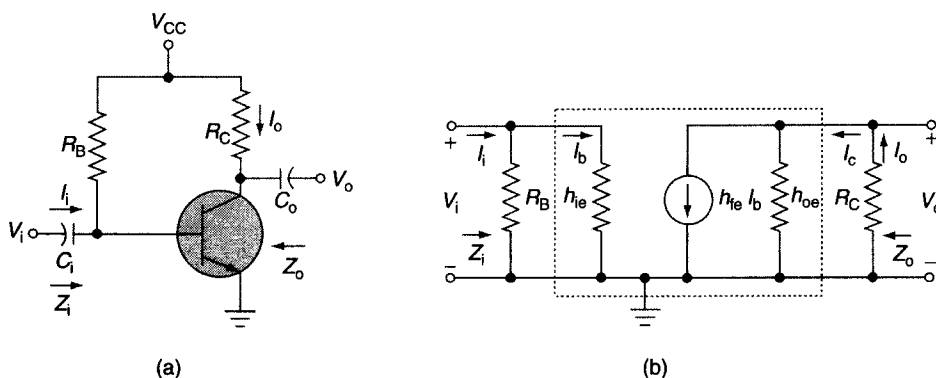 V_CC
R_B
R_C
I_o
I_i
V_i
C_i
Z_i
C_o
V_o
Z_o
(a)
+
I_i
I_b
I_c
I_o
+
V_i
R_B
h_ie
h_fe I_b
h_oe
R_C
V_o
Z_i
Z_o
−
−
(b)